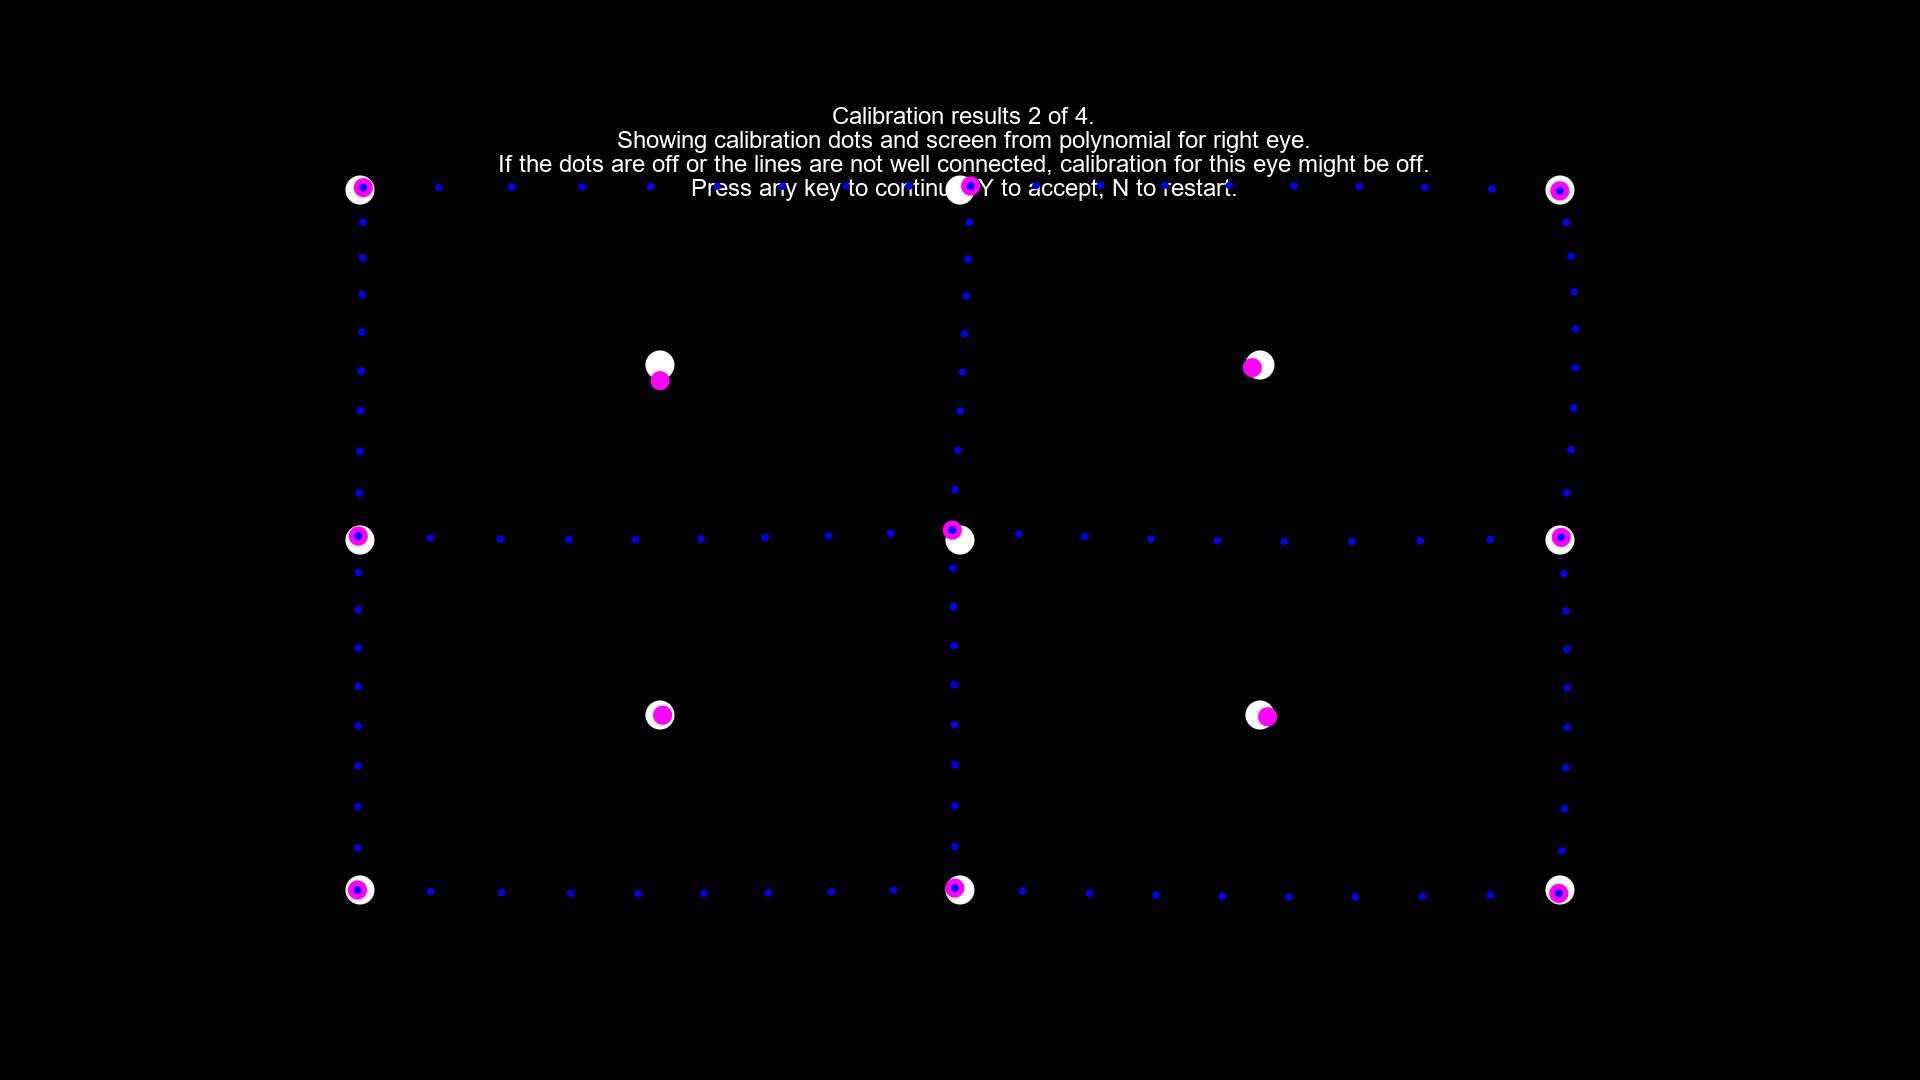 Calibration results 2 of 4.
Showing calibration dots and screen from polynomial for right eye.
If the dots are off or the lines are not well connected, calibration for this eye might be off.
Press any key to continue, Y to accept, N to restart.